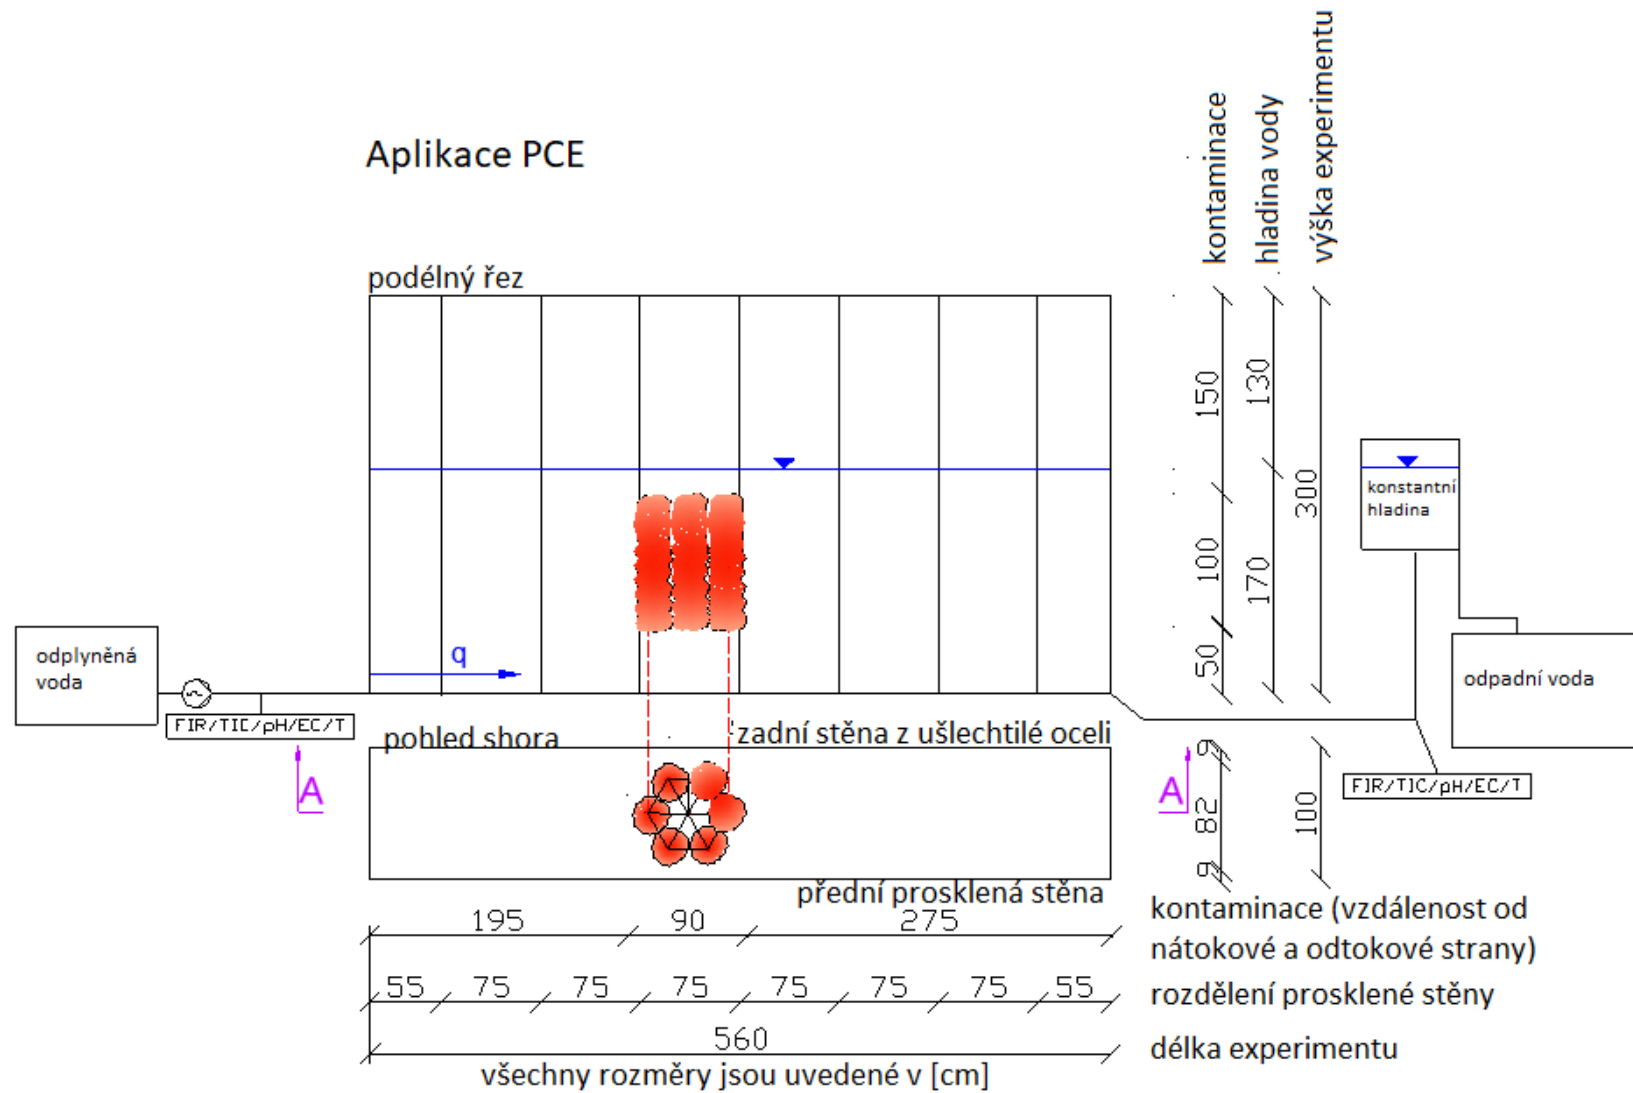 Aplikace PCE
kontaminace
hladina vody
výška experimentu
podélný řez
150
130
300
100
170
50
konstantní
hladina
odplyněná
voda
q
FIR/TIC/pH/EC/T
odpadní voda
pohled shora
zadní stěna z ušlechtilé oceli
A
A
9
82
9
100
FIR/TIC/pH/EC/T
přední prosklená stěna
195
90
275
kontaminace (vzdálenost od
nátokové a odtokové strany)
55
75
75
75
75
75
75
55
rozdělení prosklené stěny
560
délka experimentu
všechny rozměry jsou uvedené v [cm]